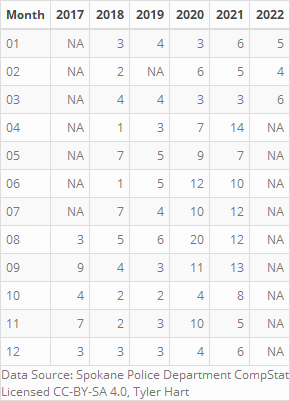 Month 2017 2018 2019 2020 2021 2022
01 NA 3 4 3 6 5
02 NA 2 NA 6 5 4
03 NA 4 4 3 3 6
04 NA 1 3 7 14 NA
05 NA 7 5 9 7 NA
06 NA 1 5 12 10 NA
07 NA 7 4 10 12 NA
08 3 5 6 20 12 NA
09 9 4 3 11 13 NA
10 4 2 2 4 8 NA
11 7 2 3 10 5 NA
12 3 3 3 4 6 NA
Data Source: Spokane Police Department CompStat
Licensed CC-BY-SA 4.0, Tyler Hart